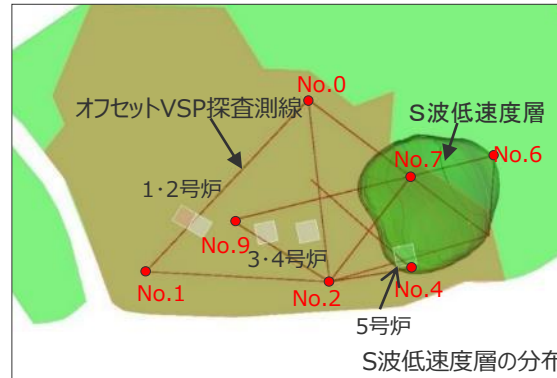 No.0
オフセットVSP探査測線
S波低速度層
No.7
No.6
1・2号炉
No.9
3・4号炉
No.1
No.2
No.4
5号炉
S波低速度層の分布